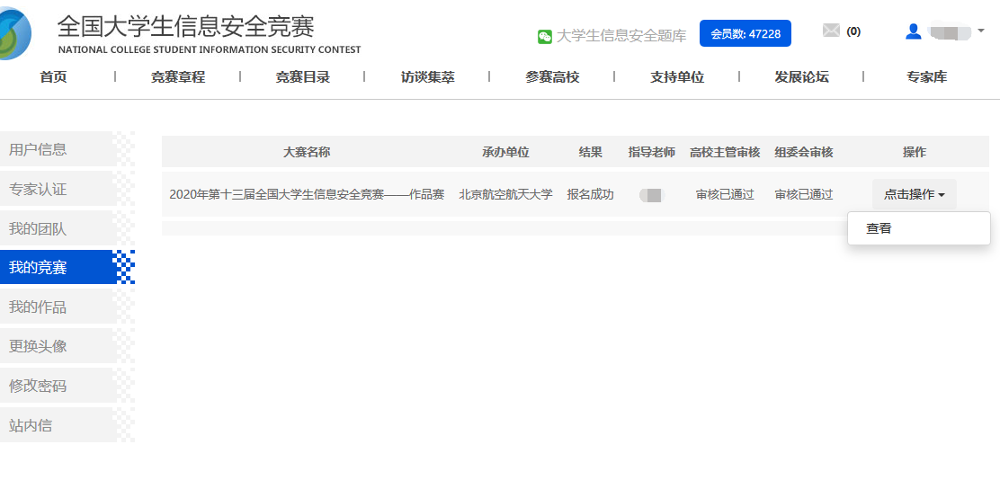 全国大学生信息安全竞赛
NATIONAL COLLEGE STUDENT INFORMATION SECURITY CONTEST
大学生信息安全题库 会员数: 47228 (0)
首页 | 竞赛章程 | 竞赛目录 | 访谈集萃 | 参赛高校 | 支持单位 | 发展论坛 | 专家库
用户信息
专家认证
我的团队
我的竞赛
我的作品
更换头像
修改密码
站内信
大赛名称 承办单位 结果 指导老师 高校主管审核 组委会审核 操作
2020年第十三届全国大学生信息安全竞赛——作品赛 北京航空航天大学 报名成功 审核已通过 审核已通过 点击操作
查看